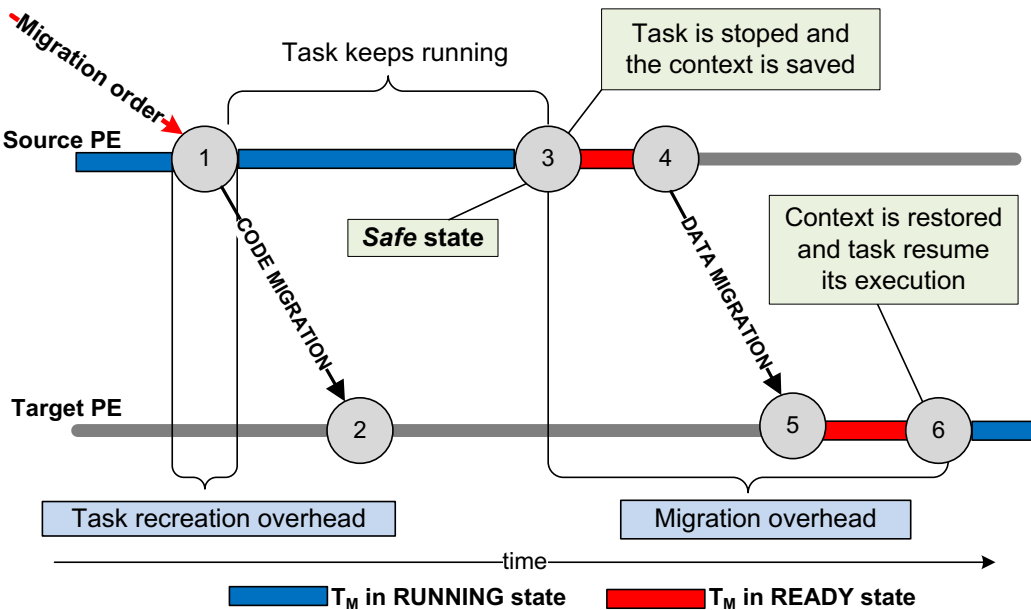 Migration order
Task keeps running
Task is stoped and
the context is saved
Source PE
1
3
4
Safe state
CODE MIGRATION
DATA MIGRATION
Context is restored
and task resume
its execution
Target PE
2
5
6
Task recreation overhead
Migration overhead
time
T_M in RUNNING state
T_M in READY state